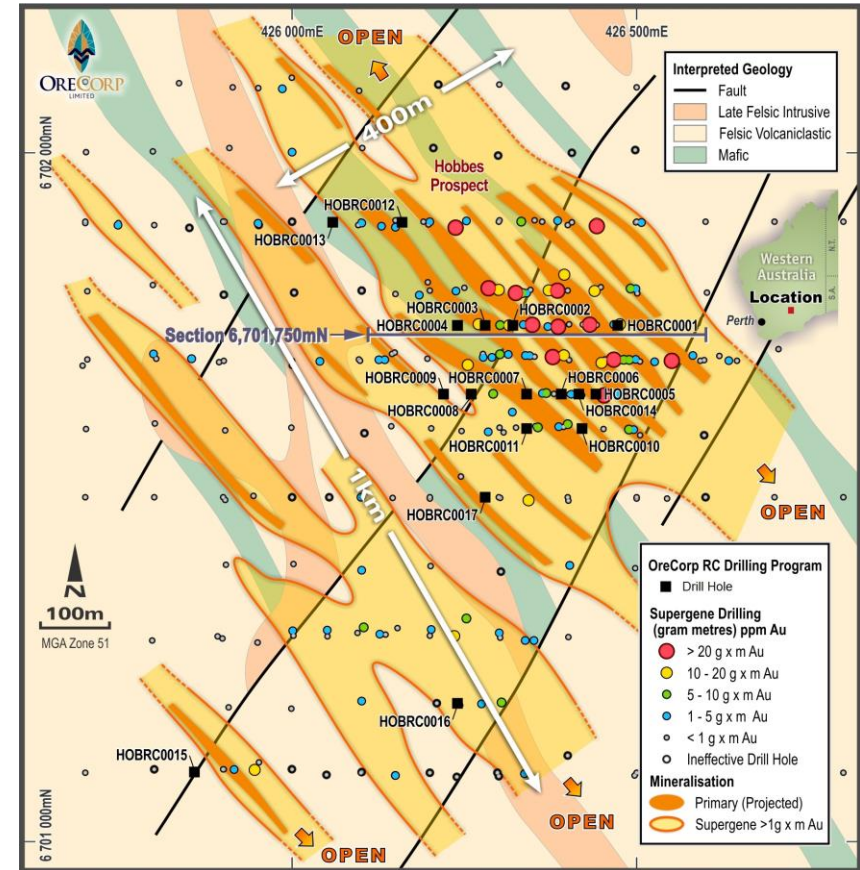 ORECORP
LIMITED
426 000mE
426 500mE
OPEN
6 702 000mN
400m
Hobbes
Prospect
Interpreted Geology
Fault
Late Felsic Intrusive
Felsic Volcaniclastic
Mafic
HOBRC0012
HOBRC0013
Western
Australia
Location
Perth
N.T.
S.A.
HOBRC0003
HOBRC0002
HOBRC0004
HOBRC0001
Section 6,701,750mN
HOBRC0009
HOBRC0007
HOBRC0006
HOBRC0005
HOBRC0008
HOBRC0014
HOBRC0011
HOBRC0010
1km
HOBRC0017
OPEN
N
100m
MGA Zone 51
OreCorp RC Drilling Program
Drill Hole
Supergene Drilling
(gram metres) ppm Au
> 20 g x m Au
10 - 20 g x m Au
5 - 10 g x m Au
1 - 5 g x m Au
< 1 g x m Au
Ineffective Drill Hole
Mineralisation
Primary (Projected)
Supergene >1g x m Au
HOBRC0016
HOBRC0015
6 701 000mN
OPEN
OPEN